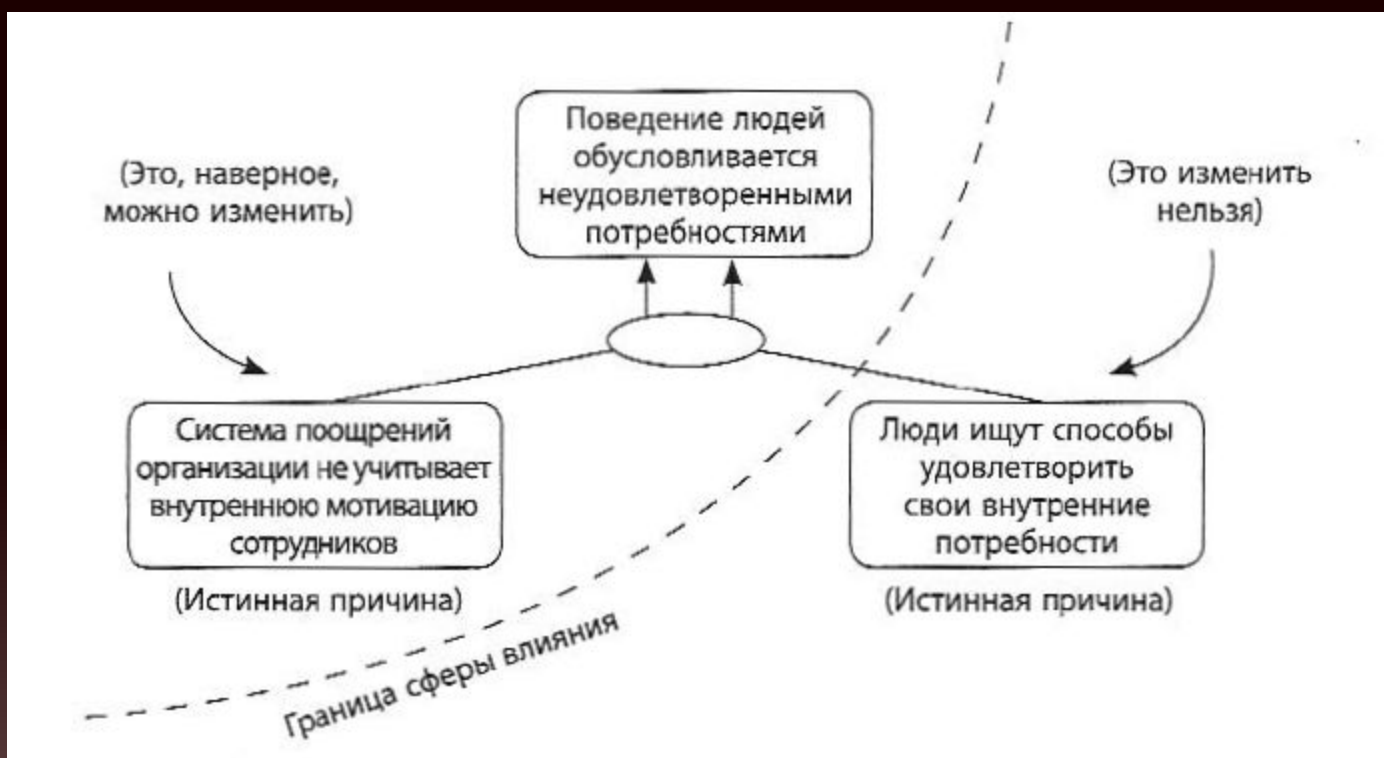 Поведение людей
обусловливается
неудовлетворенными
потребностями
(Это, наверное,
можно изменить)
(Это изменить
нельзя)
Система поощрений
организации не учитывает
внутреннюю мотивацию
сотрудников
(Истинная причина)
Люди ищут способы
удовлетворить
свои внутренние
потребности
(Истинная причина)
Граница сферы влияния